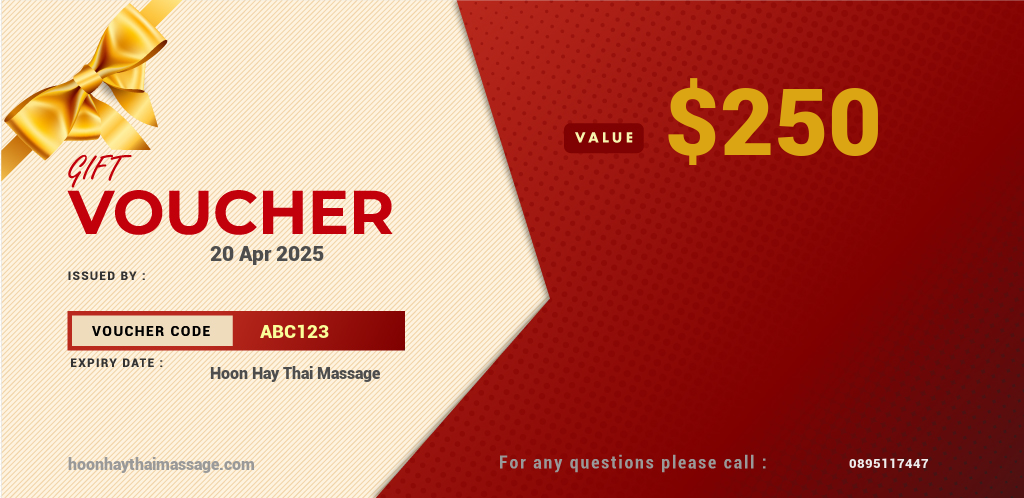 GIFT
VOUCHER
20 Apr 2025
ISSUED BY :
VOUCHER CODE ABC123
EXPIRY DATE :
Hoon Hay Thai Massage
hoonhaythaimassage.com
VALUE $250
For any questions please call : 0895117447